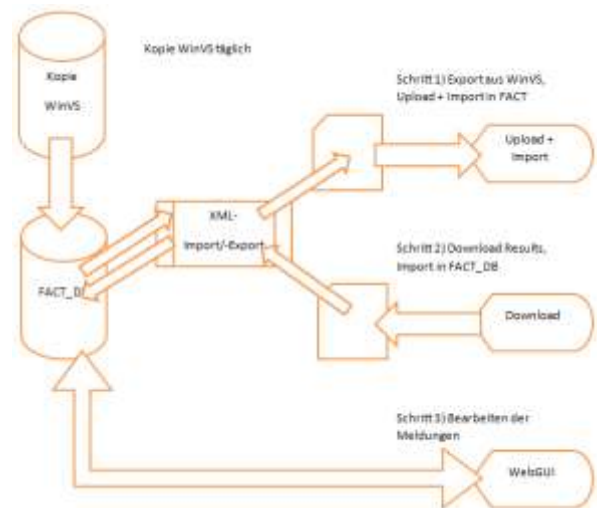 Kopie WinVS täglich
Kopie
WinVS
Schritt 1) Export aus WinVS,
Upload + Import in FACT
Upload +
Import
XML-
Import/-Export
FACT_D
Schritt 2) Download Results,
Import in FACT_DB
Download
Schritt 3) Bearbeiten der
Meldungen
WebGUI